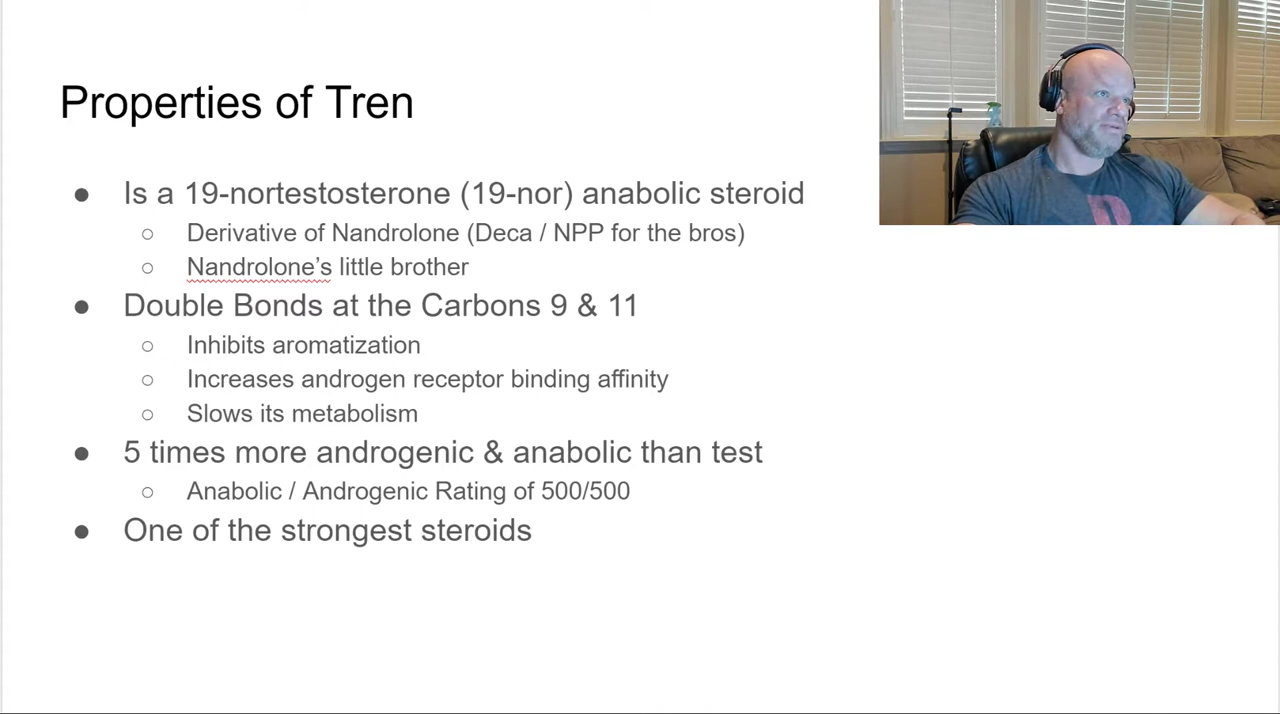 Properties of Tren
● Is a 19-nortestosterone (19-nor) anabolic steroid
○ Derivative of Nandrolone (Deca / NPP for the bros)
○ Nandrolone’s little brother
● Double Bonds at the Carbons 9 & 11
○ Inhibits aromatization
○ Increases androgen receptor binding affinity
○ Slows its metabolism
● 5 times more androgenic & anabolic than test
○ Anabolic / Androgenic Rating of 500/500
● One of the strongest steroids